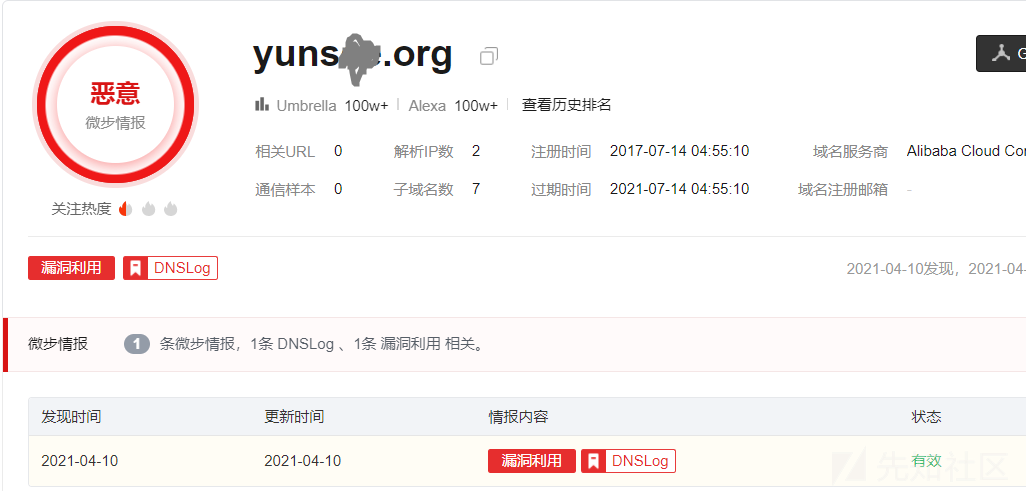 yuns .org
G
恶意
微步情报
Umbrella 100w+ Alexa 100w+ 查看历史排名
相关URL 0 解析IP数 2 注册时间 2017-07-14 04:55:10 域名服务商 Alibaba Cloud Con
通信样本 0 子域名数 7 过期时间 2021-07-14 04:55:10 域名注册邮箱 -
关注热度
漏洞利用 DNSLog 2021-04-10发现，2021-04-
微步情报 1 条微步情报，1条 DNSLog 、1条 漏洞利用 相关。
发现时间 更新时间 情报内容 状态
2021-04-10 2021-04-10 漏洞利用 DNSLog 有效
先知社区